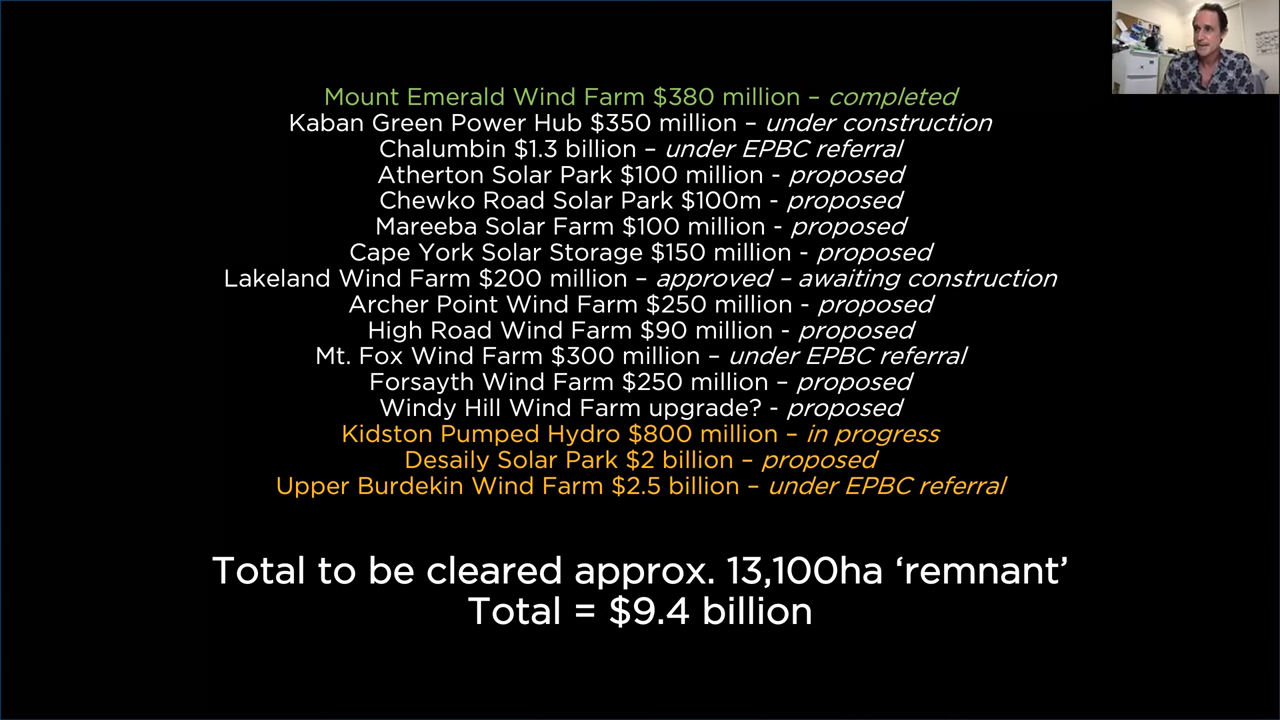 Mount Emerald Wind Farm $380 million – completed
Kaban Green Power Hub $350 million – under construction
Chalumbin $1.3 billion – under EPBC referral
Atherton Solar Park $100 million - proposed
Chewko Road Solar Park $100m - proposed
Mareeba Solar Farm $100 million - proposed
Cape York Solar Storage $150 million - proposed
Lakeland Wind Farm $200 million – approved – awaiting construction
Archer Point Wind Farm $250 million - proposed
High Road Wind Farm $90 million - proposed
Mt. Fox Wind Farm $300 million – under EPBC referral
Forsayth Wind Farm $250 million – proposed
Windy Hill Wind Farm upgrade? - proposed
Kidston Pumped Hydro $800 million – in progress
Desaily Solar Park $2 billion – proposed
Upper Burdekin Wind Farm $2.5 billion – under EPBC referral
Total to be cleared approx. 13,100ha ‘remnant’
Total = $9.4 billion